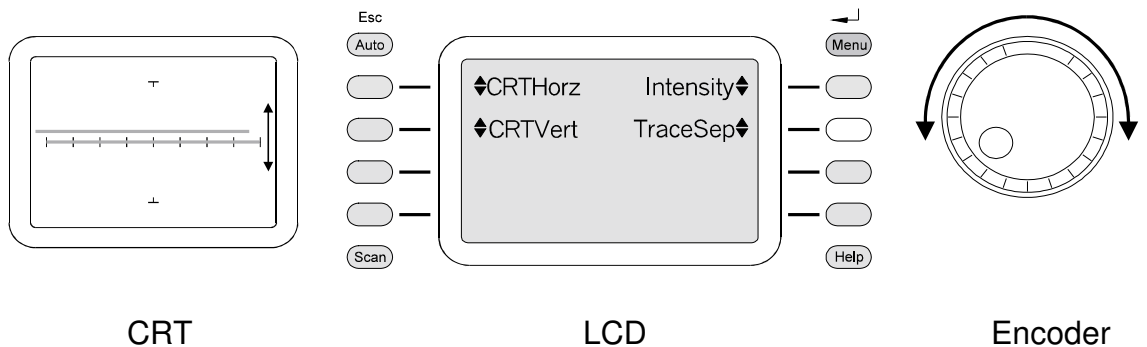 Esc
Auto
Menu
♦CRTHorz Intensity♦
♦CRTVert TraceSep♦
Scan
Help
CRT LCD Encoder